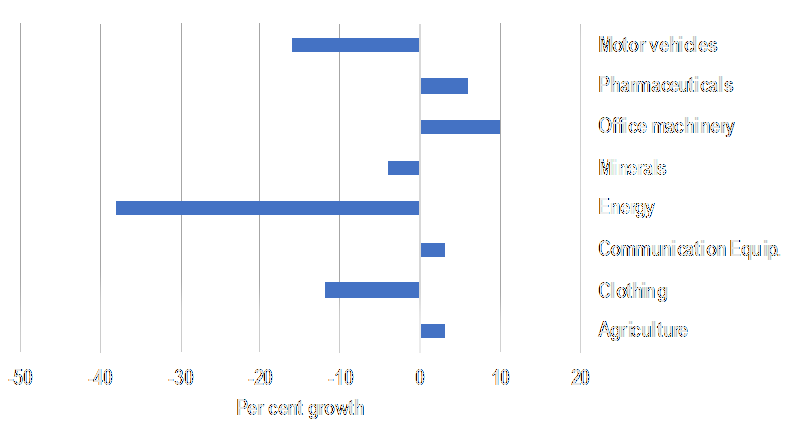 Motor vehicles
Pharmaceuticals
Office machinery
Minerals
Energy
Communication Equip.
Clothing
Agriculture
-50 -40 -30 -20 -10 0 10 20
Per cent growth